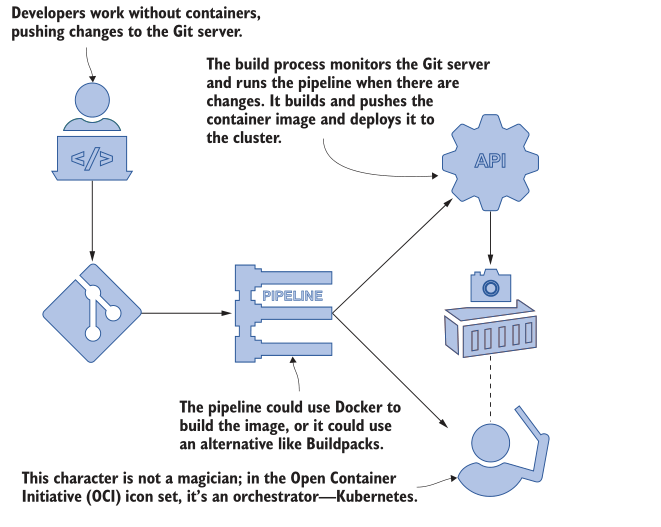 Developers work without containers,
pushing changes to the Git server.
The build process monitors the Git server
and runs the pipeline when there are
changes. It builds and pushes the
container image and deploys it to
the cluster.
</>
API
PIPELINE
The pipeline could use Docker to
build the image, or it could use
an alternative like Buildpacks.
This character is not a magician; in the Open Container
Initiative (OCI) icon set, it’s an orchestrator—Kubernetes.